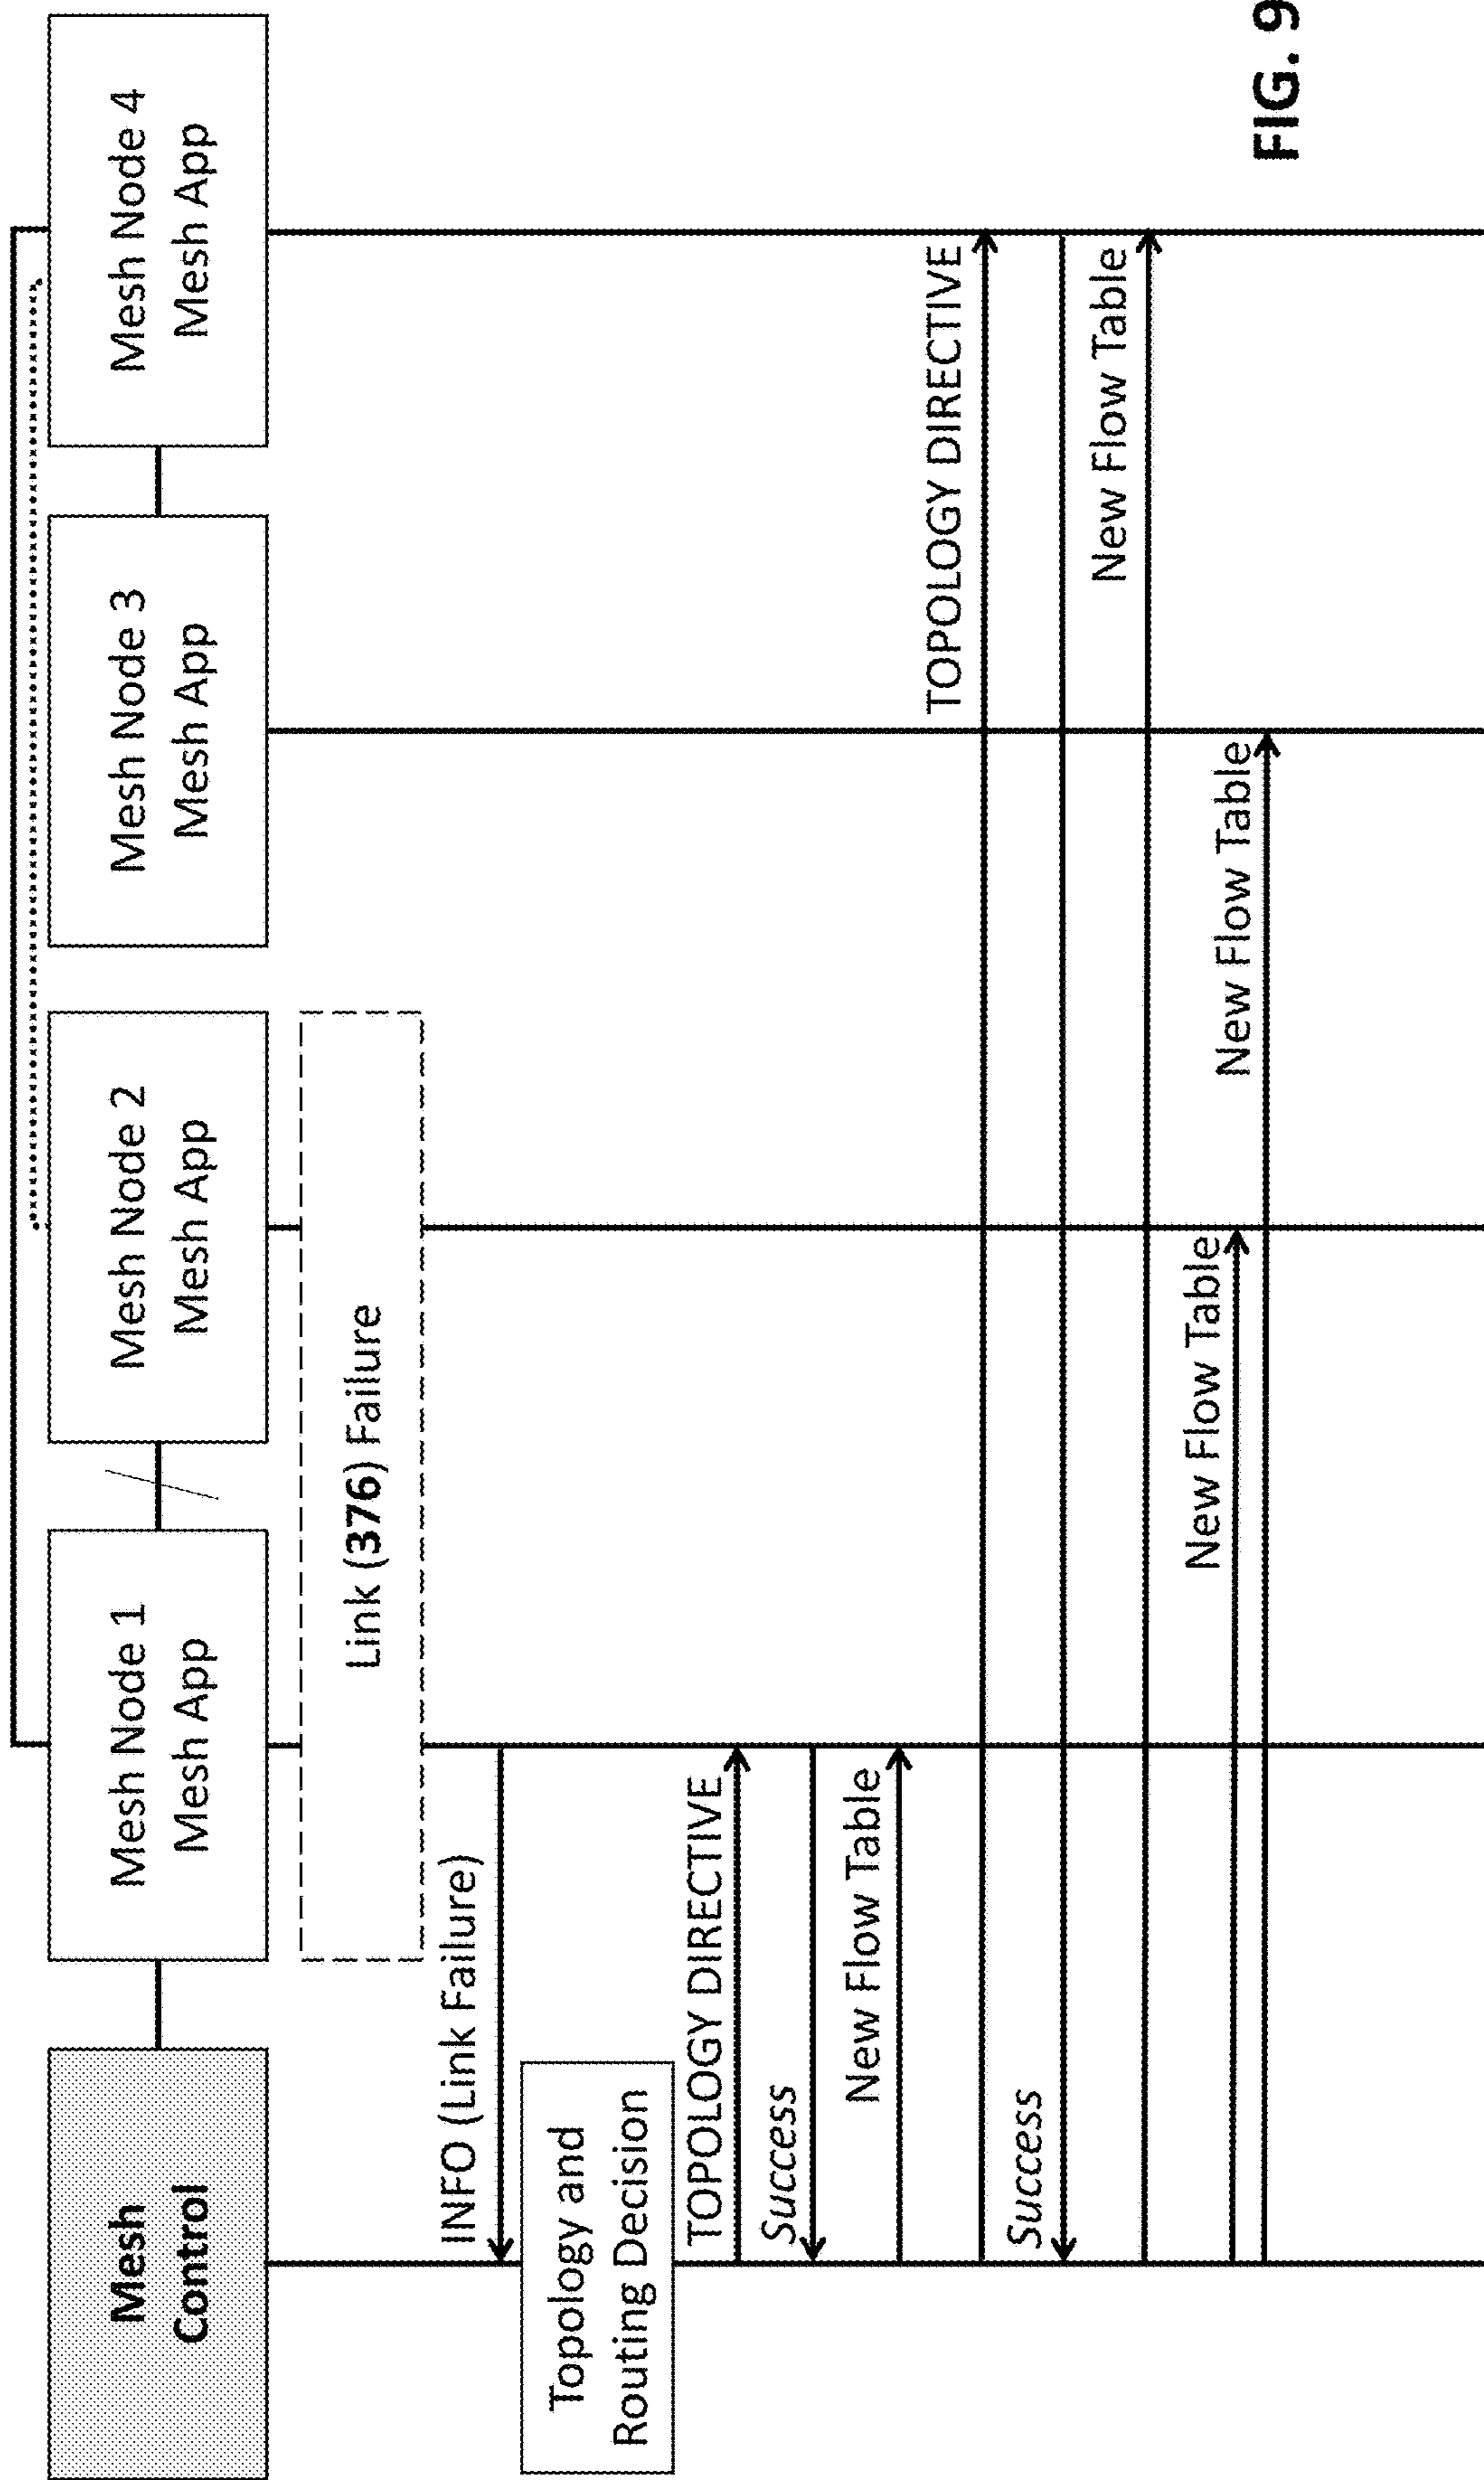 Mesh
Control
Mesh Node 1
Mesh App
Mesh Node 2
Mesh App
Mesh Node 3
Mesh App
Mesh Node 4
Mesh App
Link (376) Failure
INFO (Link Failure)
Topology and
Routing Decision
TOPOLOGY DIRECTIVE
Success
New Flow Table
TOPOLOGY DIRECTIVE
Success
New Flow Table
New Flow Table
New Flow Table
FIG. 9